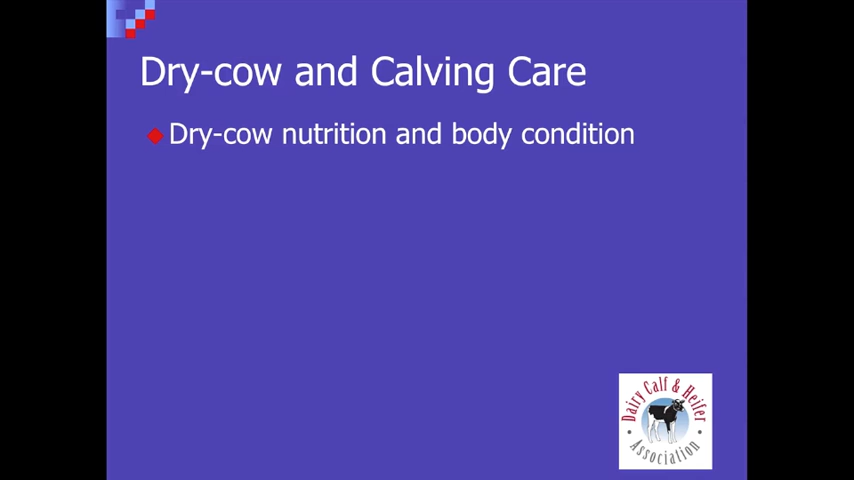 Dry-cow and Calving Care
Dry-cow nutrition and body condition
Dairy Calf & Heifer
• Association •